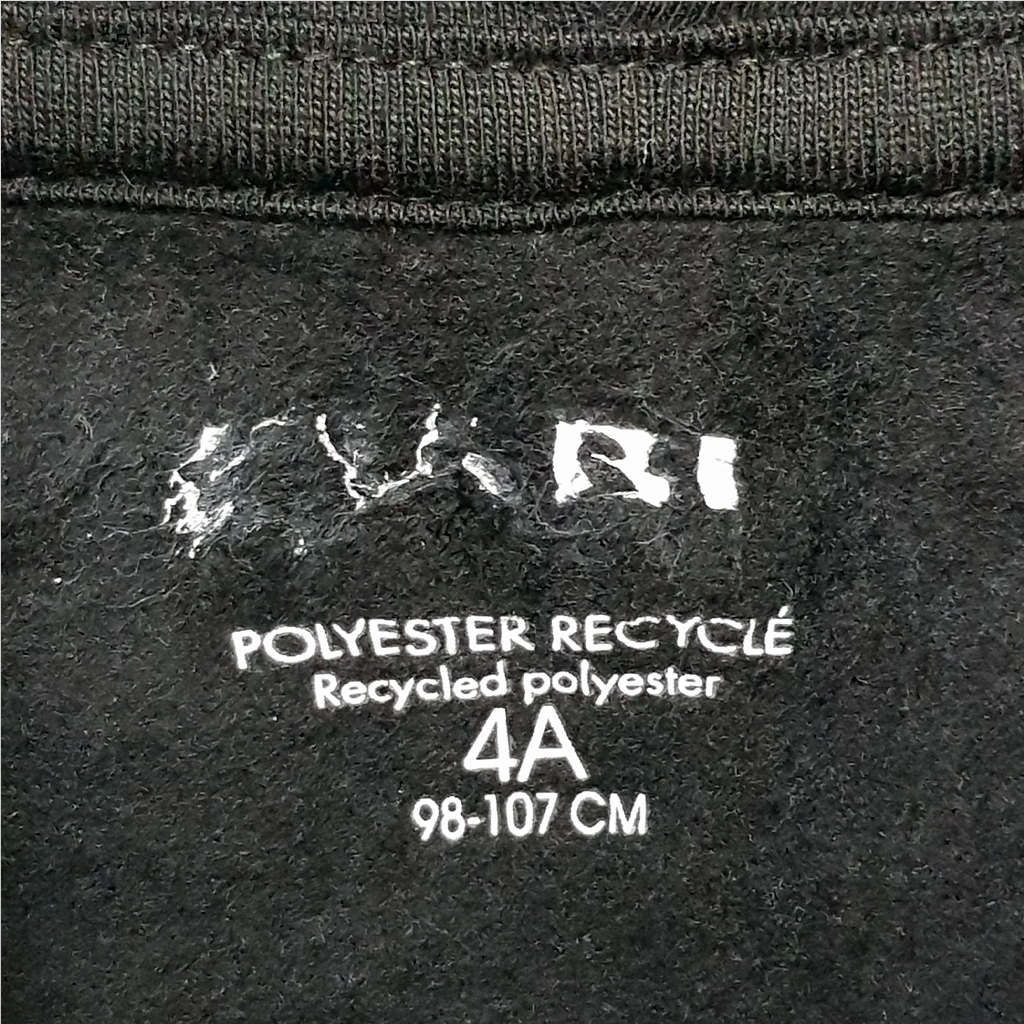 POLYESTER RECYCLÉ
Recycled polyester
4A
98-107 CM